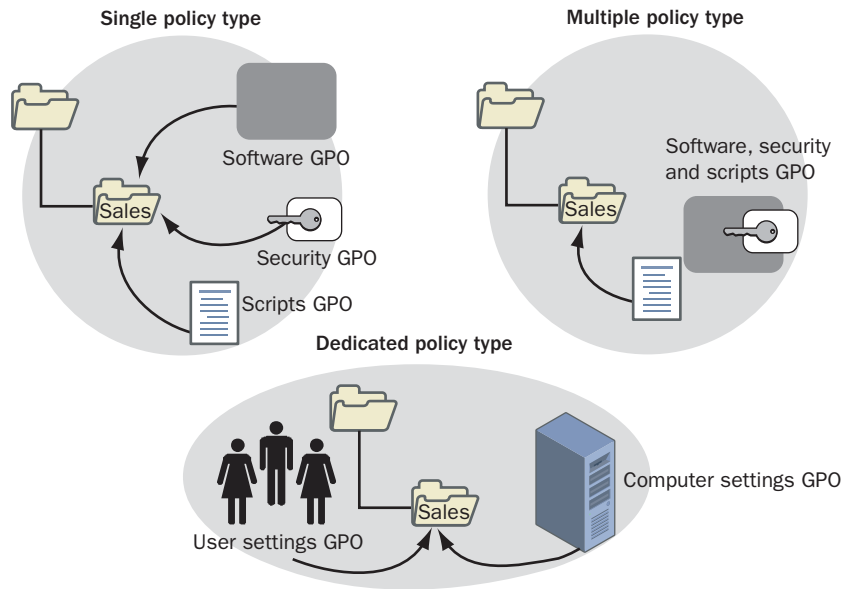 Single policy type
Software GPO
Sales
Security GPO
Scripts GPO
Multiple policy type
Software, security
and scripts GPO
Sales
Dedicated policy type
Sales
Computer settings GPO
User settings GPO